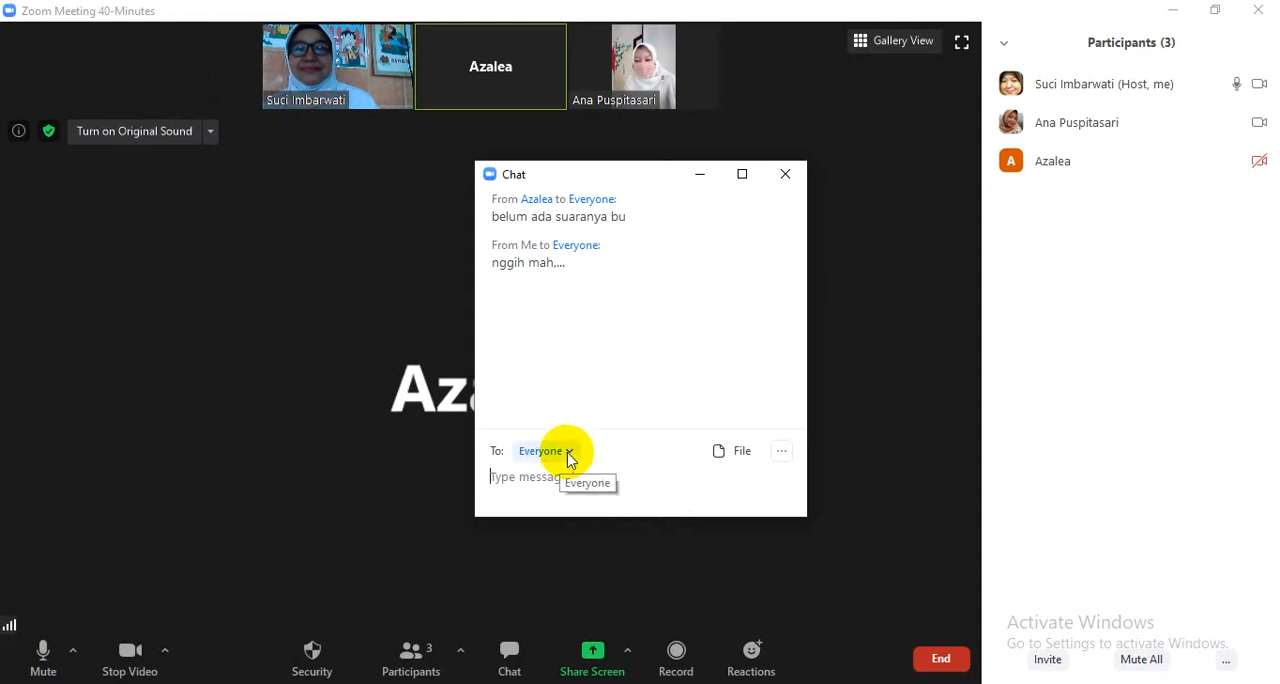 Zoom Meeting 40-Minutes
Suci Imbarwati
Azalea
Ana Puspitasari
Gallery View
Turn on Original Sound
Participants (3)
Suci Imbarwati (Host, me)
Ana Puspitasari
A
Azalea
Chat
From Azalea to Everyone:
belum ada suaranya bu
From Me to Everyone:
nggih mah,...
To: Everyone
File
...
Type messag
Everyone
Mute
Stop Video
Security
3
Participants
Chat
Share Screen
Record
Reactions
End
Activate Windows
Go to Settings to activate Windows.
Invite
Mute All
...